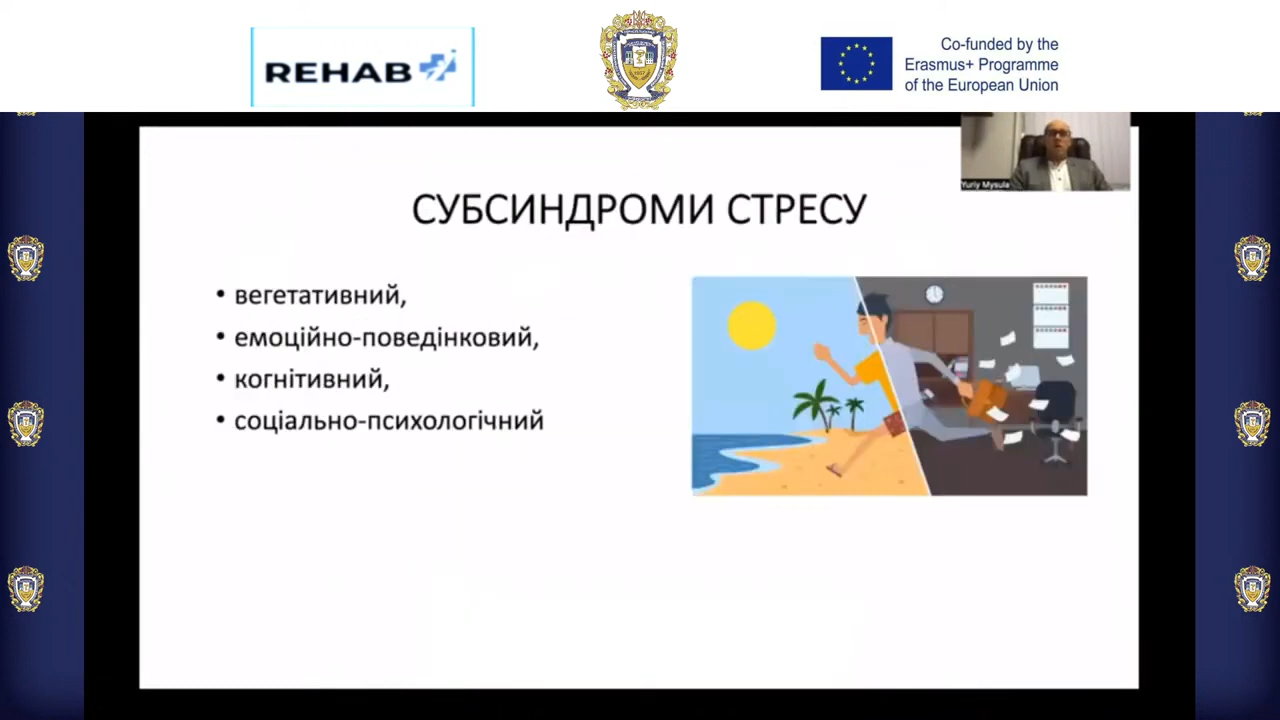 REHAB
Co-funded by the
Erasmus+ Programme
of the European Union
Yuriy Mysula
СУБСИНДРОМИ СТРЕСУ
• вегетативний,
• емоційно-поведінковий,
• когнітивний,
• соціально-психологічний